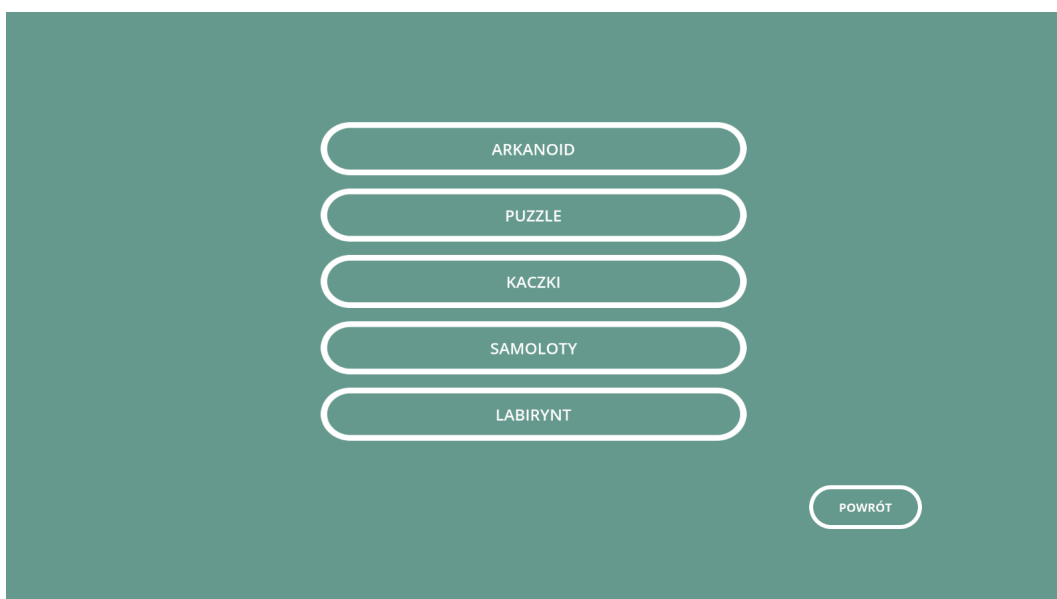 ARKANOID
PUZZLE
KACZKI
SAMOLOTY
LABIRYNT
POWRÓT